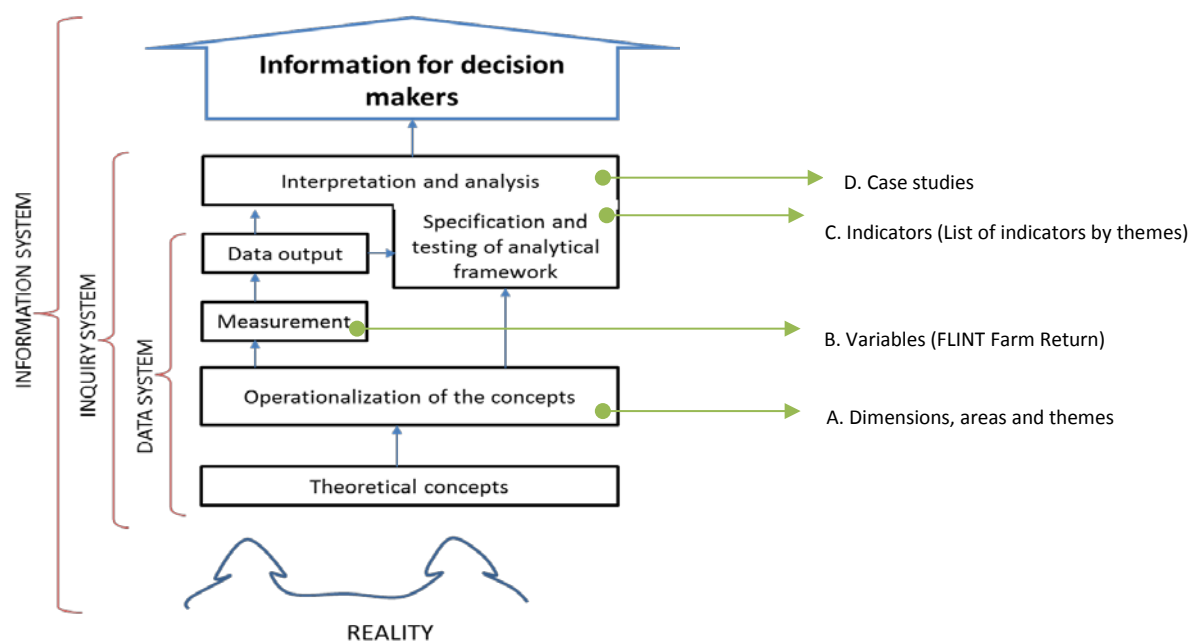 Information for decision
makers
Interpretation and analysis
D. Case studies
Specification and
testing of analytical
framework
C. Indicators (List of indicators by themes)
Data output
Measurement
B. Variables (FLINT Farm Return)
Operationalization of the concepts
A. Dimensions, areas and themes
Theoretical concepts
INFORMATION SYSTEM
INQUIRY SYSTEM
DATA SYSTEM
REALITY